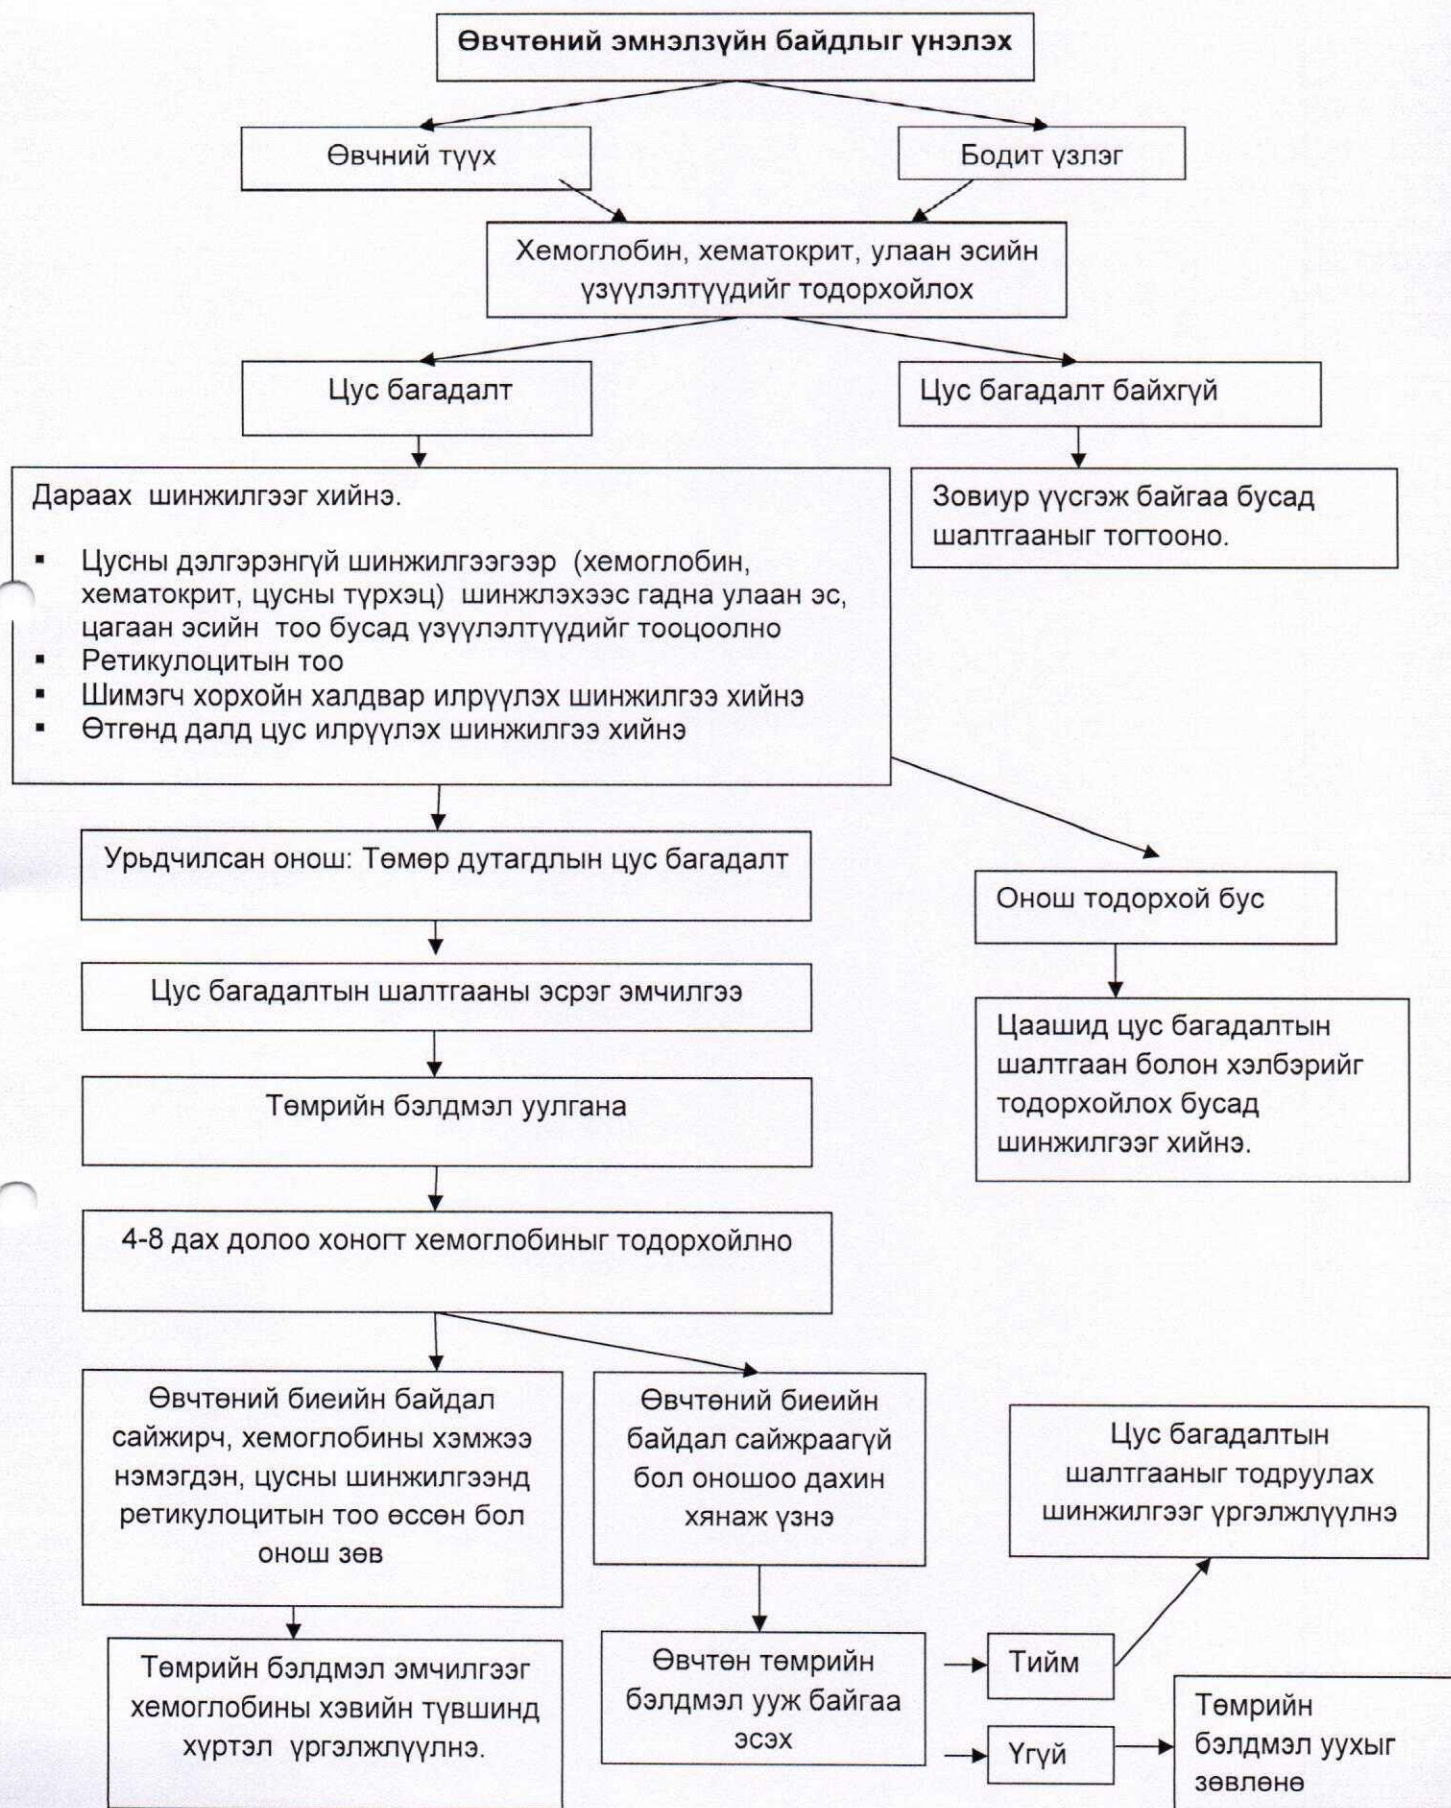 Өвчтөний эмнэлзүйн байдлыг үнэлэх
Өвчний түүх
Бодит үзлэг
Хемоглобин, хематокрит, улаан эсийн
үзүүлэлтүүдийг тодорхойлох
Цус багадалт
Цус багадалт байхгүй
Дараах шинжилгээг хийнэ.
▪ Цусны дэлгэрэнгүй шинжилгээгээр (хемоглобин,
хематокрит, цусны түрхэц) шинжлэхээс гадна улаан эс,
цагаан эсийн тоо бусад үзүүлэлтүүдийг тооцоолно
▪ Ретикулоцитын тоо
▪ Шимэгч хорхойн халдвар илрүүлэх шинжилгээ хийнэ
▪ Өтгөнд далд цус илрүүлэх шинжилгээ хийнэ
Зовиур үүсгэж байгаа бусад
шалтгааныг тогтооно.
Урьдчилсан онош: Төмөр дутагдлын цус багадалт
Онош тодорхой бус
Цус багадалтын шалтгааны эсрэг эмчилгээ
Цаашид цус багадалтын
шалтгаан болон хэлбэрийг
тодорхойлох бусад
шинжилгээг хийнэ.
Төмрийн бэлдмэл уулгана
4-8 дах долоо хоногт хемоглобиныг тодорхойлно
Өвчтөний биеийн байдал
сайжирч, хемоглобины хэмжээ
нэмэгдэн, цусны шинжилгээнд
ретикулоцитын тоо өссөн бол
онош зөв
Өвчтөний биеийн
байдал сайжраагүй
бол оношоо дахин
хянаж үзнэ
Цус багадалтын
шалтгааныг тодруулах
шинжилгээг үргэлжлүүлнэ
Төмрийн бэлдмэл эмчилгээг
хемоглобины хэвийн түвшинд
хүртэл үргэлжлүүлнэ.
Өвчтөн төмрийн
бэлдмэл ууж байгаа
эсэх
Тийм
Үгүй
Төмрийн
бэлдмэл уухыг
зөвлөнө